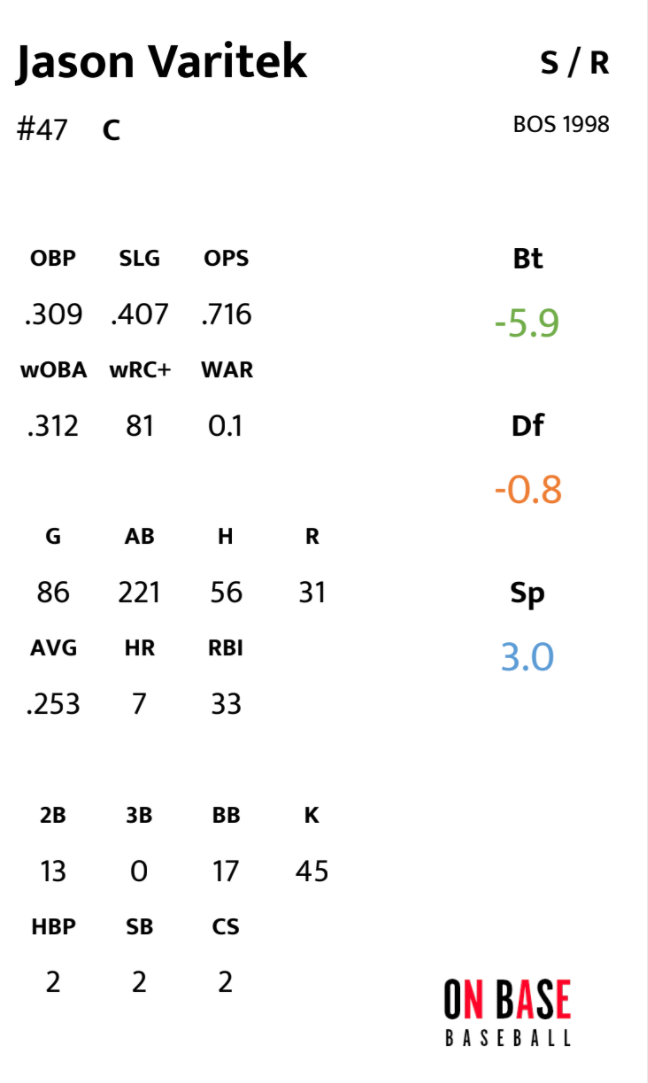 Jason Varitek S / R
#47 C BOS 1998
OBP SLG OPS Bt
.309 .407 .716 -5.9
wOBA wRC+ WAR
.312 81 0.1 Df
-0.8
G AB H R
86 221 56 31 Sp
AVG HR RBI 3.0
.253 7 33
2B 3B BB K
13 0 17 45
HBP SB CS
2 2 2
ON BASE
BASEBALL